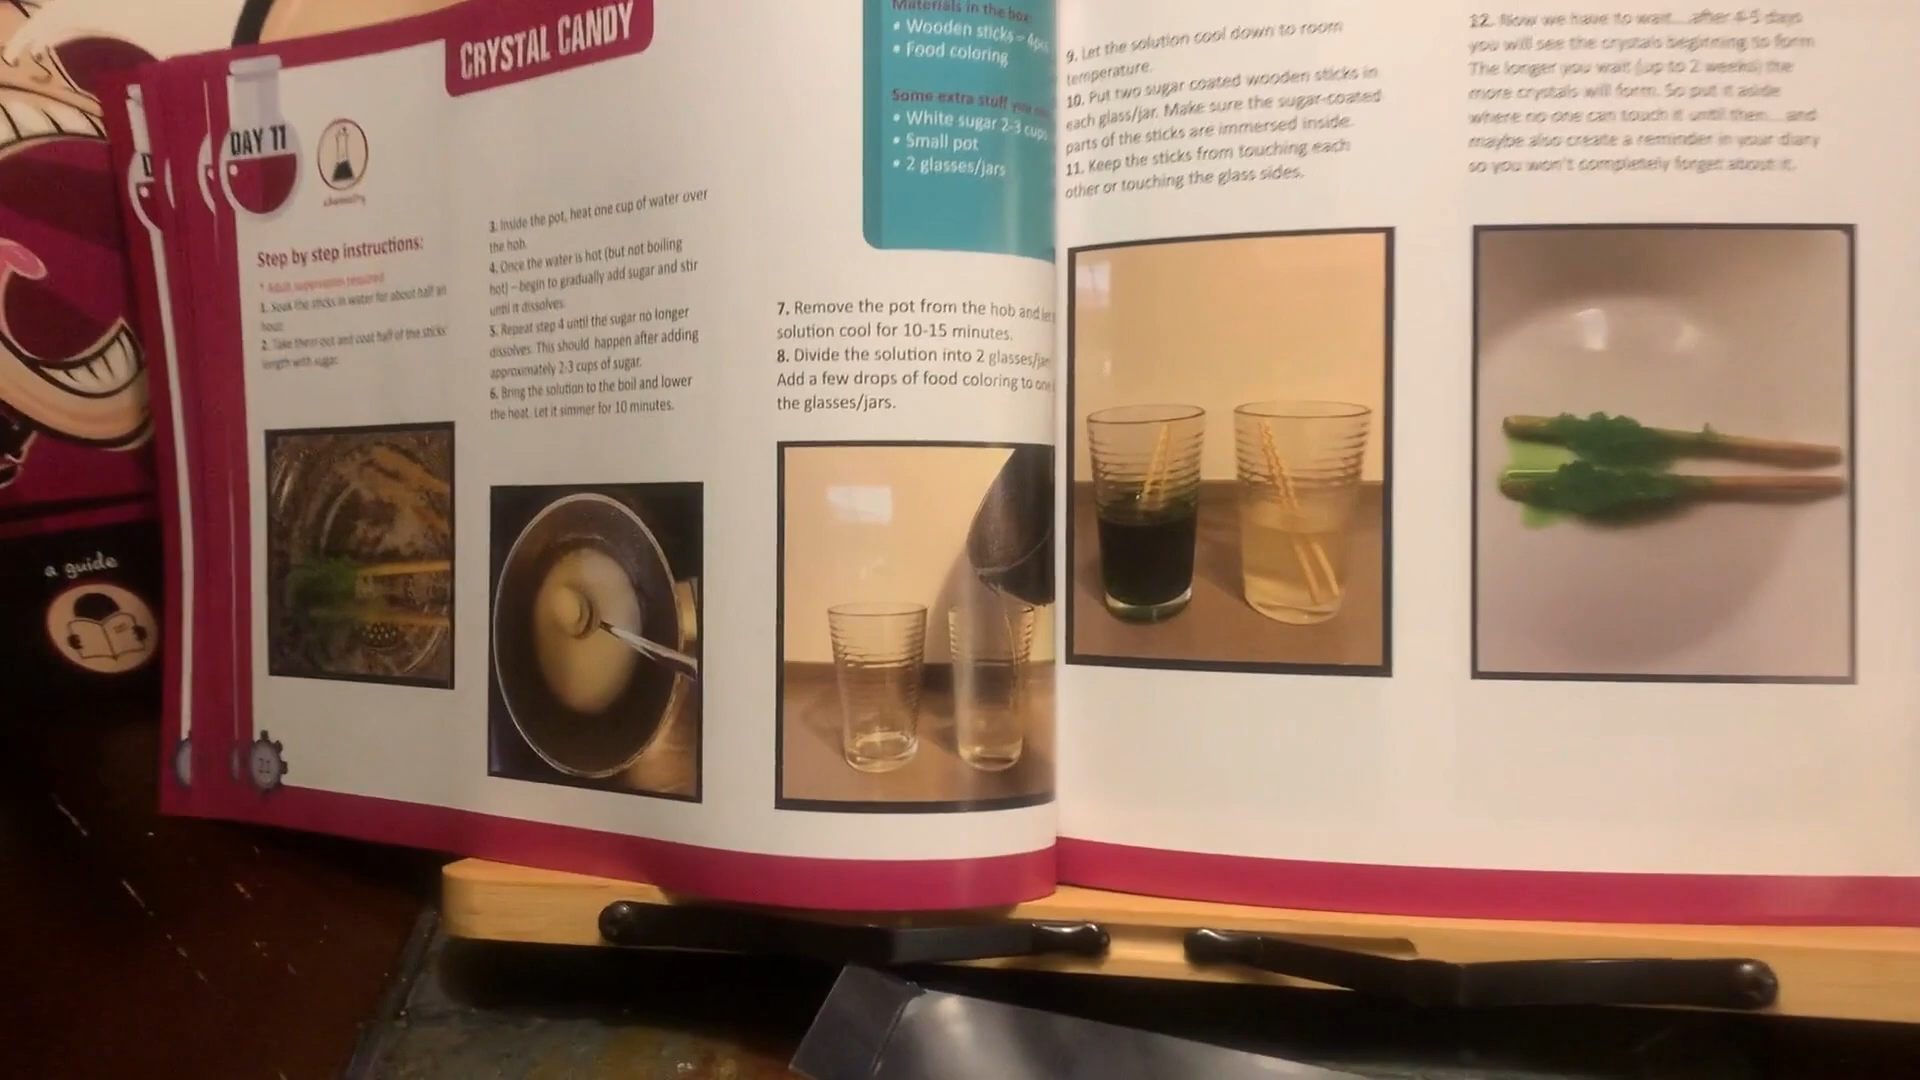 CRYSTAL CANDY
DAY 11
chemistry
Step by step instructions:
* Adult supervision required
1. Soak the sticks in water for about half an
hour.
2. Take them out and coat half of the sticks
length with sugar.
3. Inside the pot, heat one cup of water over
the hob.
4. Once the water is hot (but not boiling
hot) – begin to gradually add sugar and stir
until it dissolves.
5. Repeat step 4 until the sugar no longer
dissolves. This should happen after adding
approximately 2-3 cups of sugar.
6. Bring the solution to the boil and lower
the heat. Let it simmer for 10 minutes.
Materials in the box:
• Wooden sticks – 4pcs
• Food coloring
Some extra stuff you
• White sugar 2-3 cups
• Small pot
• 2 glasses/jars
7. Remove the pot from the hob and let
solution cool for 10-15 minutes.
8. Divide the solution into 2 glasses/jar
Add a few drops of food coloring to one
the glasses/jars.
9. Let the solution cool down to room
temperature.
10. Put two sugar coated wooden sticks in
each glass/jar. Make sure the sugar-coated
parts of the sticks are immersed inside.
11. Keep the sticks from touching each
other or touching the glass sides.
12. Now we have to wait....after 4-5 days
you will see the crystals beginning to form.
The longer you wait (up to 2 weeks) the
more crystals will form. So put it aside
where no one can touch it until then....and
maybe also create a reminder in your diary
so you won't completely forget about it.
a guide
21